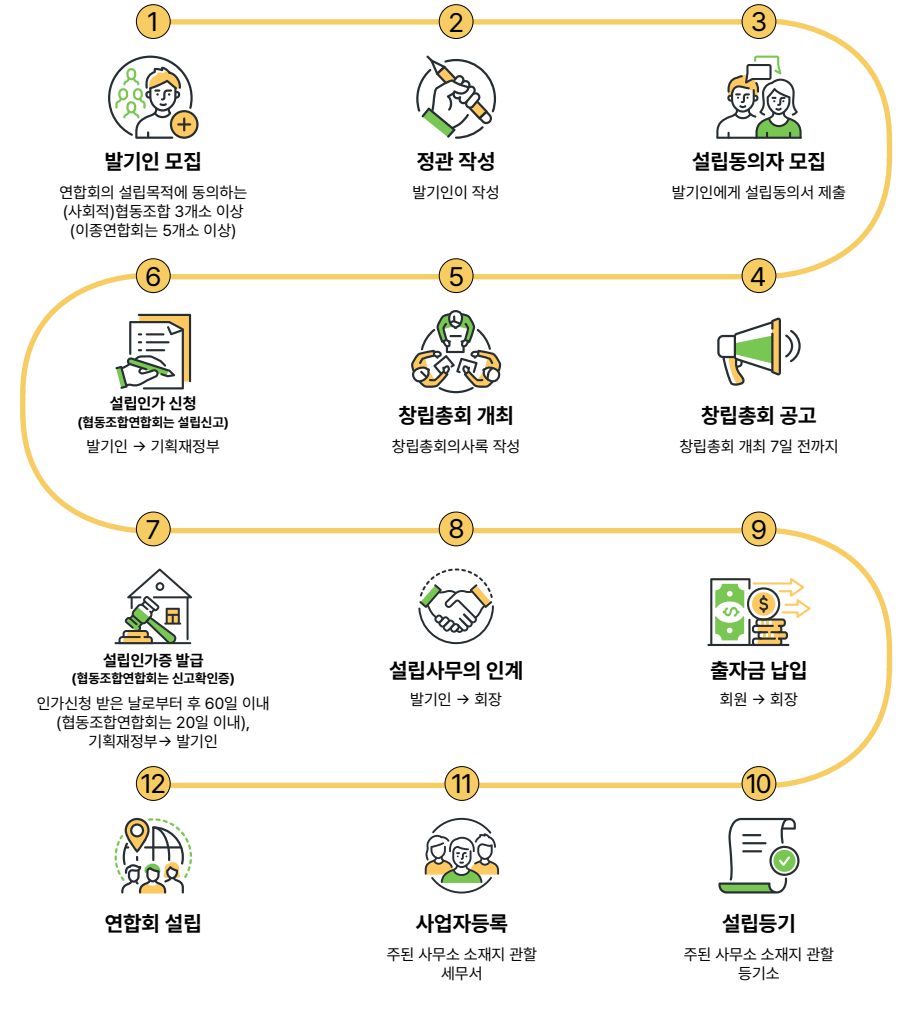 1
발기인 모집
연합회의 설립목적에 동의하는
(사회적)협동조합 3개소 이상
(이종연합회는 5개소 이상)
2
정관 작성
발기인이 작성
3
설립동의자 모집
발기인에게 설립동의서 제출
4
창립총회 공고
창립총회 개최 7일 전까지
5
창립총회 개최
창립총회의사록 작성
6
설립인가 신청
(협동조합연합회는 설립신고)
발기인 → 기획재정부
7
설립인가증 발급
(협동조합연합회는 신고확인증)
인가신청 받은 날로부터 후 60일 이내
(협동조합연합회는 20일 이내),
기획재정부→ 발기인
8
설립사무의 인계
발기인 → 회장
9
출자금 납입
회원 → 회장
10
설립등기
주된 사무소 소재지 관할
등기소
11
사업자등록
주된 사무소 소재지 관할
세무서
12
연합회 설립